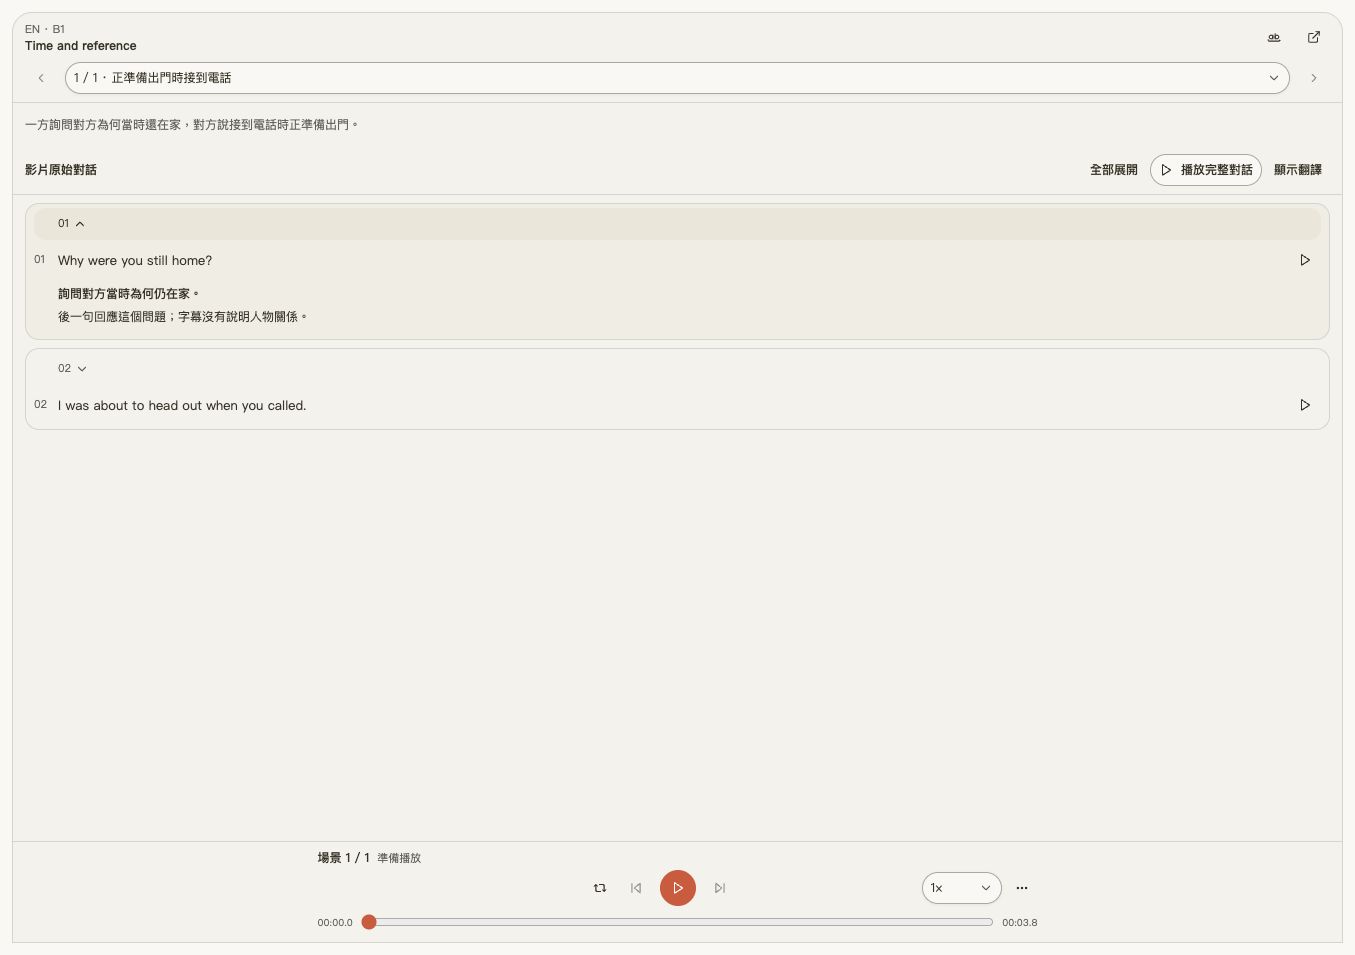 EN · B1
Time and reference
ab
1 / 1 · 正準備出門時接到電話
一方詢問對方為何當時還在家，對方說接到電話時正準備出門。
影片原始對話
全部展開
播放完整對話
顯示翻譯
01
01 Why were you still home?
詢問對方當時為何仍在家。
後一句回應這個問題；字幕沒有說明人物關係。
02
02 I was about to head out when you called.
場景 1 / 1 準備播放
1x
00:00.0
00:03.8